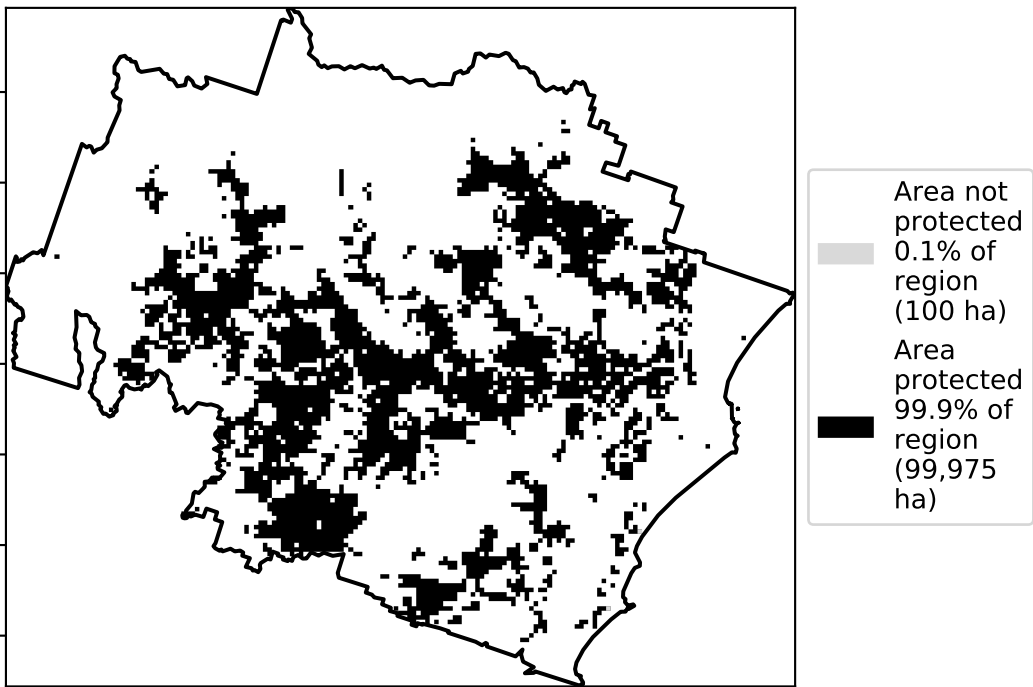 Area not
protected
0.1% of
region
(100 ha)
Area
protected
99.9% of
region
(99,975
ha)